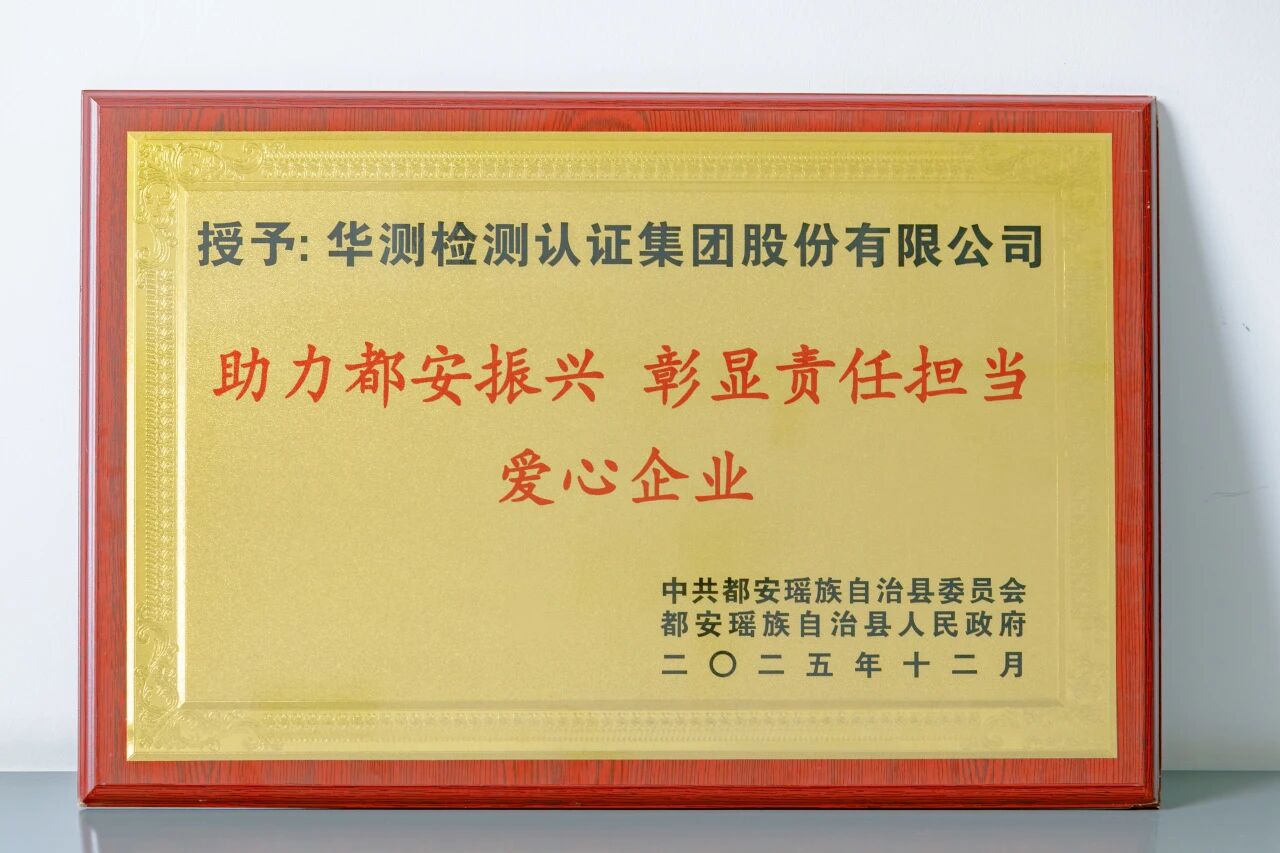 授予: 华测检测认证集团股份有限公司
助力都安振兴 彰显责任担当
爱心企业
中共都安瑶族自治县委员会
都安瑶族自治县人民政府
二〇二五年十二月